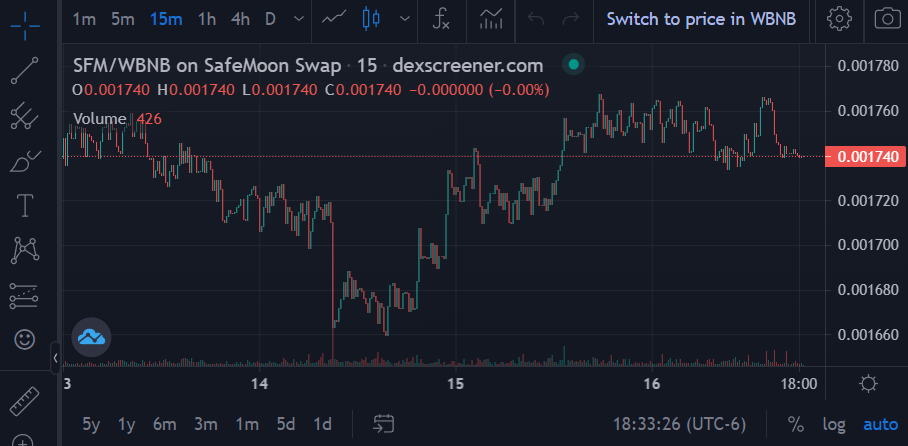 1m 5m 15m 1h 4h D Switch to price in WBNB
SFM/WBNB on SafeMoon Swap · 15 · dexscreener.com
O0.001740 H0.001740 L0.001740 C0.001740 −0.000000 (−0.00%)
Volume 426
0.001780
0.001760
0.001740
0.001720
0.001700
0.001680
0.001660
3 14 15 16 18:00
5y 1y 6m 3m 1m 5d 1d 18:33:26 (UTC-6) % log auto